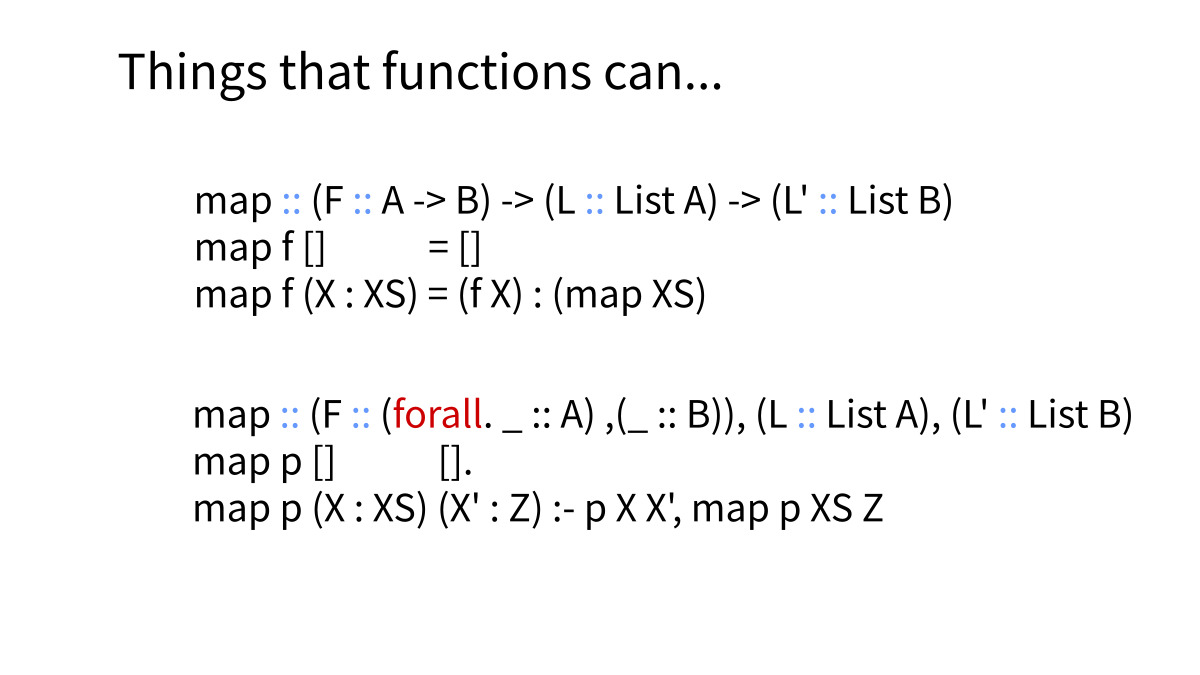 Things that functions can...
map :: (F :: A -> B) -> (L :: List A) -> (L' :: List B)
map f [] = []
map f (X : XS) = (f X) : (map XS)
map :: (F :: (forall. _ :: A) ,(_ :: B)), (L :: List A), (L' :: List B)
map p [] [].
map p (X : XS) (X' : Z) :- p X X', map p XS Z